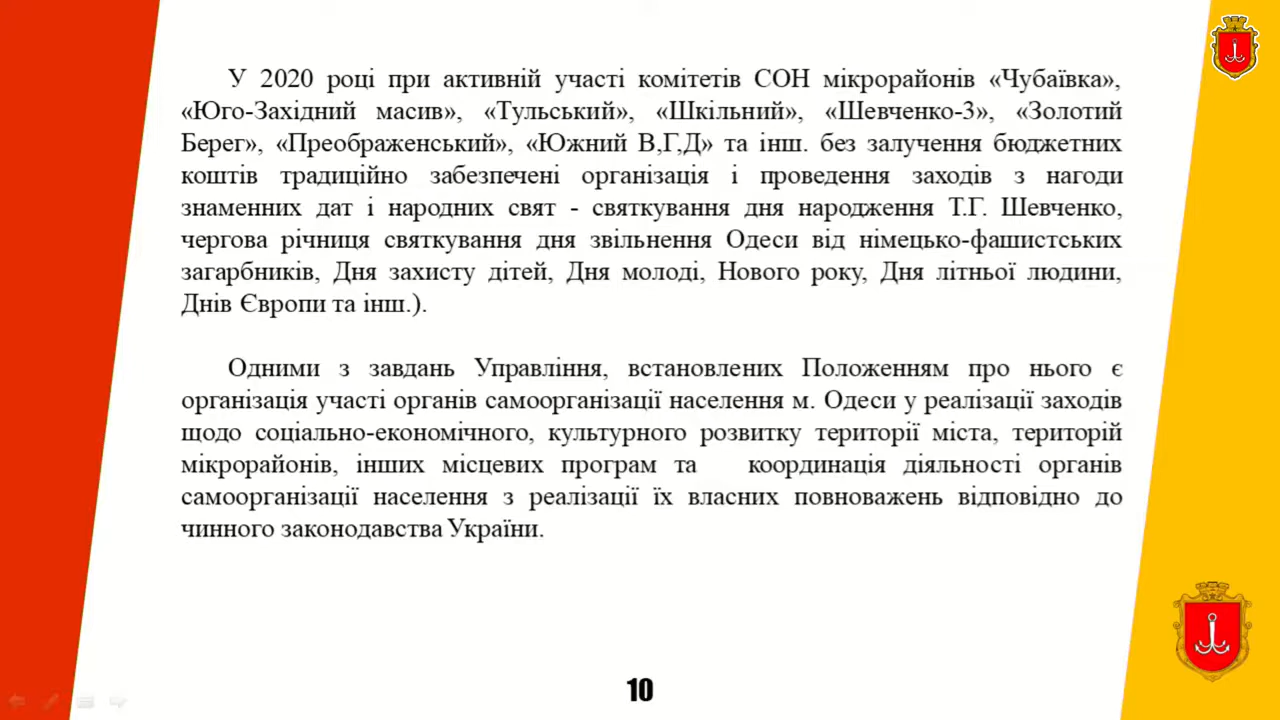 У 2020 році при активній участі комітетів СОН мікрорайонів «Чубаївка»,
«Юго-Західний масив», «Тульський», «Шкільний», «Шевченко-3», «Золотий
Берег», «Преображенський», «Южний В,Г,Д» та інш. без залучення бюджетних
коштів традиційно забезпечені організація і проведення заходів з нагоди
знаменних дат і народних свят - святкування дня народження Т.Г. Шевченко,
чергова річниця святкування дня звільнення Одеси від німецько-фашистських
загарбників, Дня захисту дітей, Дня молоді, Нового року, Дня літньої людини,
Днів Європи та інш.).
Одними з завдань Управління, встановлених Положенням про нього є
організація участі органів самоорганізації населення м. Одеси у реалізації заходів
щодо соціально-економічного, культурного розвитку території міста, територій
мікрорайонів, інших місцевих програм та координація діяльності органів
самоорганізації населення з реалізації їх власних повноважень відповідно до
чинного законодавства України.
10